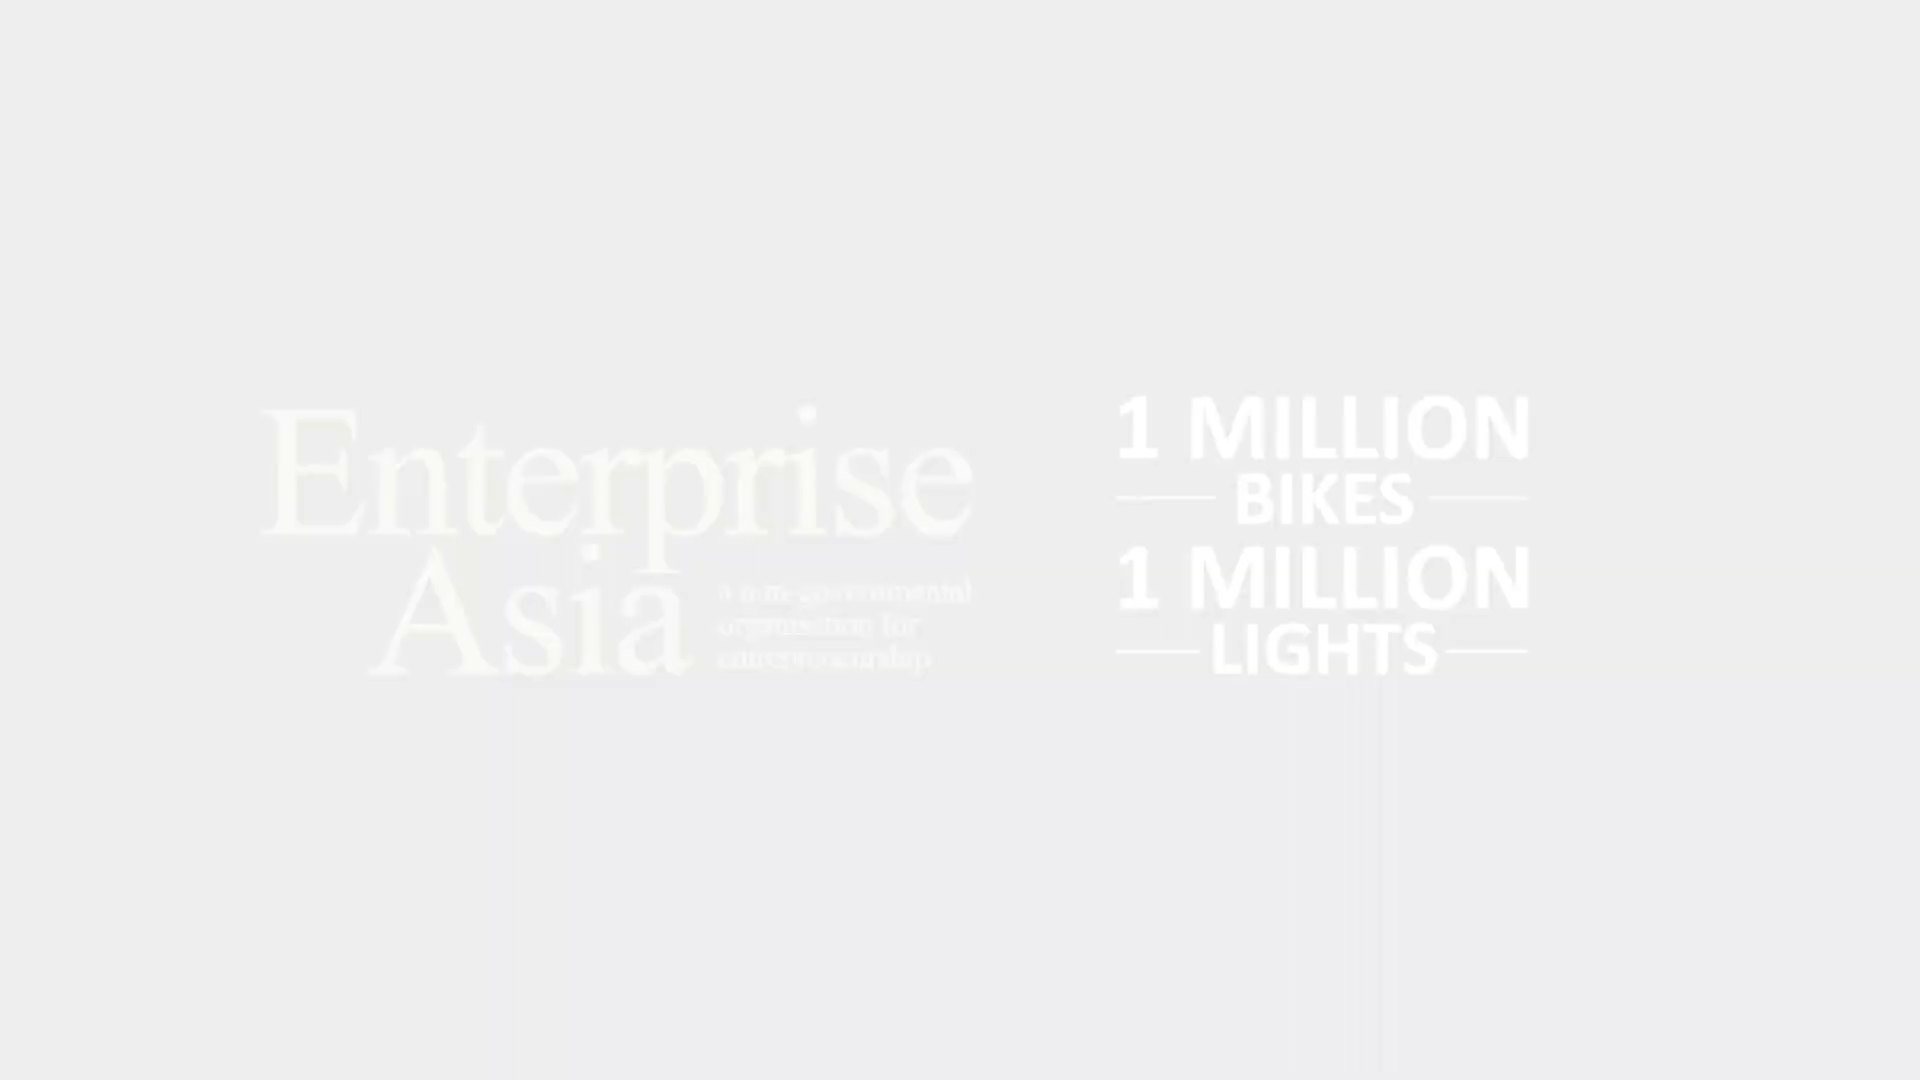 Enterprise
Asia
a non-governmental
organisation for
entrepreneurship
1 MILLION
BIKES
1 MILLION
LIGHTS